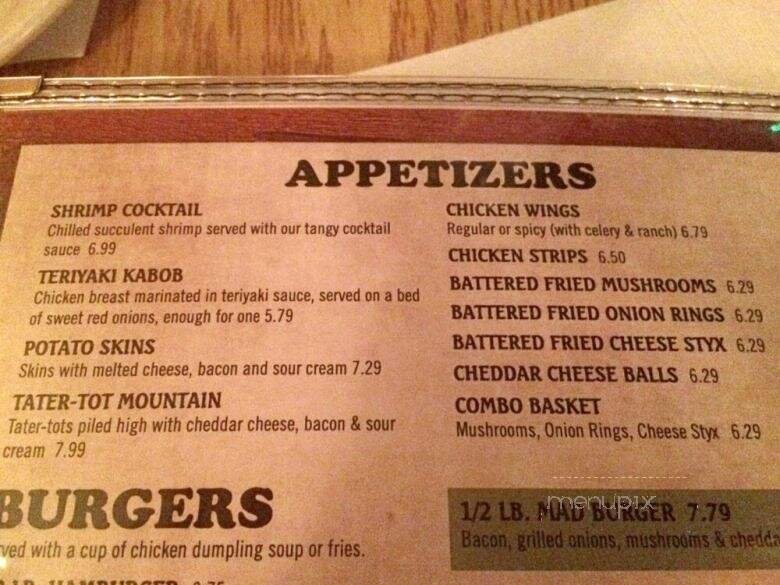 APPETIZERS
SHRIMP COCKTAIL
Chilled succulent shrimp served with our tangy cocktail
sauce 6.99
TERIYAKI KABOB
Chicken breast marinated in teriyaki sauce, served on a bed
of sweet red onions, enough for one 5.79
POTATO SKINS
Skins with melted cheese, bacon and sour cream 7.29
TATER-TOT MOUNTAIN
Tater-tots piled high with cheddar cheese, bacon & sour
cream 7.99
CHICKEN WINGS
Regular or spicy (with celery & ranch) 6.79
CHICKEN STRIPS 6.50
BATTERED FRIED MUSHROOMS 6.29
BATTERED FRIED ONION RINGS 6.29
BATTERED FRIED CHEESE STYX 6.29
CHEDDAR CHEESE BALLS 6.29
COMBO BASKET
Mushrooms, Onion Rings, Cheese Styx 6.29
BURGERS
ved with a cup of chicken dumpling soup or fries.
HAMBURGER
1/2 LB. MAD BURGER 7.79
Bacon, grilled onions, mushrooms & chedda
menupix